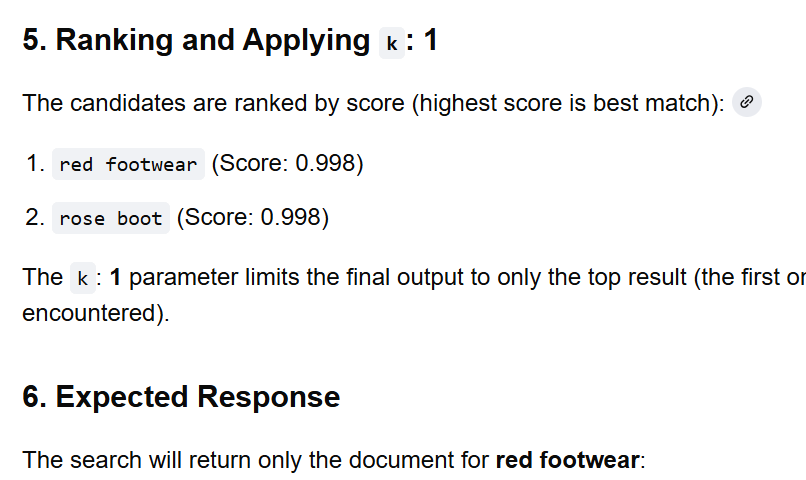 5. Ranking and Applying k: 1
The candidates are ranked by score (highest score is best match):
1. red footwear (Score: 0.998)
2. rose boot (Score: 0.998)
The k: 1 parameter limits the final output to only the top result (the first
encountered).
6. Expected Response
The search will return only the document for red footwear: